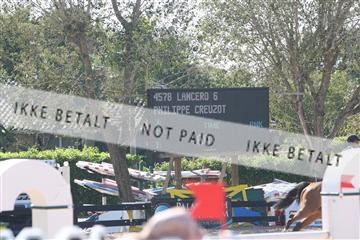 4578 LANCERO 6
PHILIPPE CREUZOT
IKKE BETALT
NOT PAID
IKKE BETALT